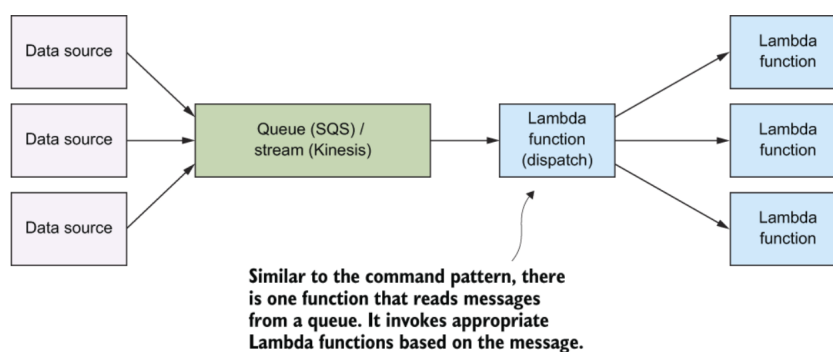 Data source
Lambda
function
Data source
Queue (SQS) /
stream (Kinesis)
Lambda
function
(dispatch)
Lambda
function
Data source
Lambda
function
Similar to the command pattern, there
is one function that reads messages
from a queue. It invokes appropriate
Lambda functions based on the message.